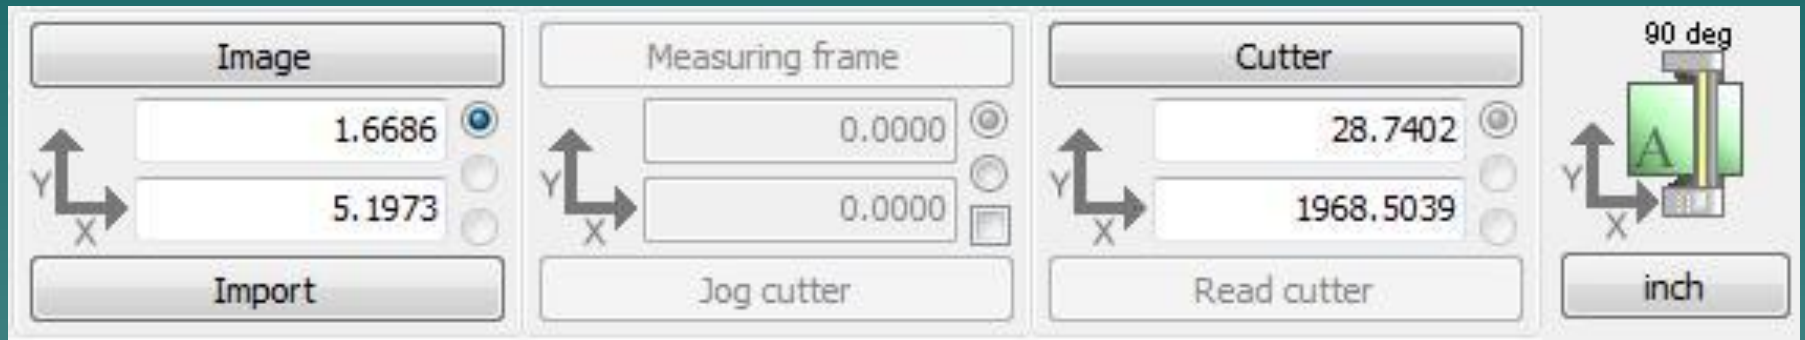 Image
1.6686
Y
5.1973
X
Import
Measuring frame
0.0000
Y
0.0000
X
Jog cutter
Cutter
28.7402
Y
1968.5039
X
Read cutter
90 deg
A
Y
X
inch